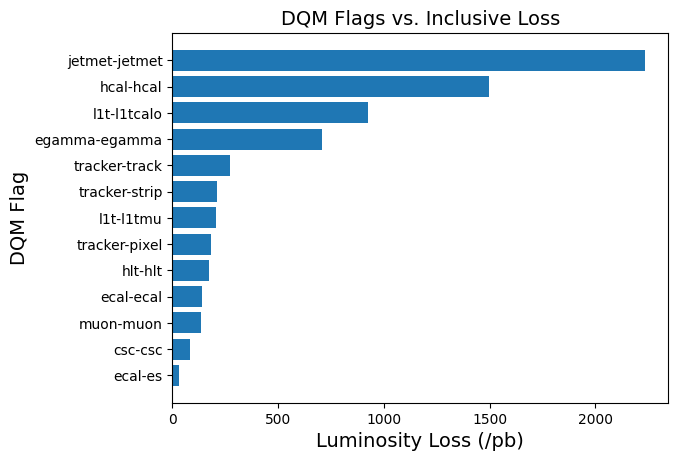 DQM Flags vs. Inclusive Loss
DQM Flag
jetmet-jetmet
hcal-hcal
l1t-l1tcalo
egamma-egamma
tracker-track
tracker-strip
l1t-l1tmu
tracker-pixel
hlt-hlt
ecal-ecal
muon-muon
csc-csc
ecal-es
0 500 1000 1500 2000
Luminosity Loss (/pb)